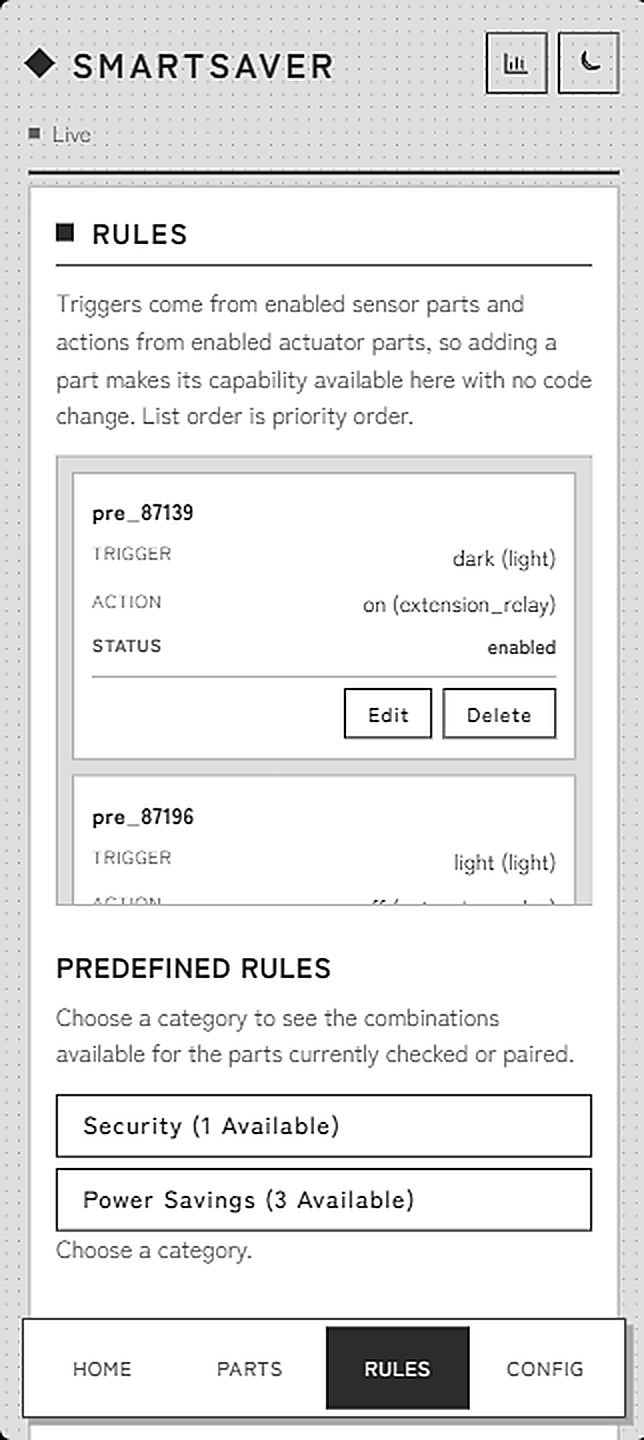 SMARTSAVER
Live
RULES
Triggers come from enabled sensor parts and
actions from enabled actuator parts, so adding a
part makes its capability available here with no code
change. List order is priority order.
pre_87139
TRIGGER dark (light)
ACTION on (extension_relay)
STATUS enabled
Edit Delete
pre_87196
TRIGGER light (light)
ACTION
PREDEFINED RULES
Choose a category to see the combinations
available for the parts currently checked or paired.
Security (1 Available)
Power Savings (3 Available)
Choose a category.
HOME PARTS RULES CONFIG